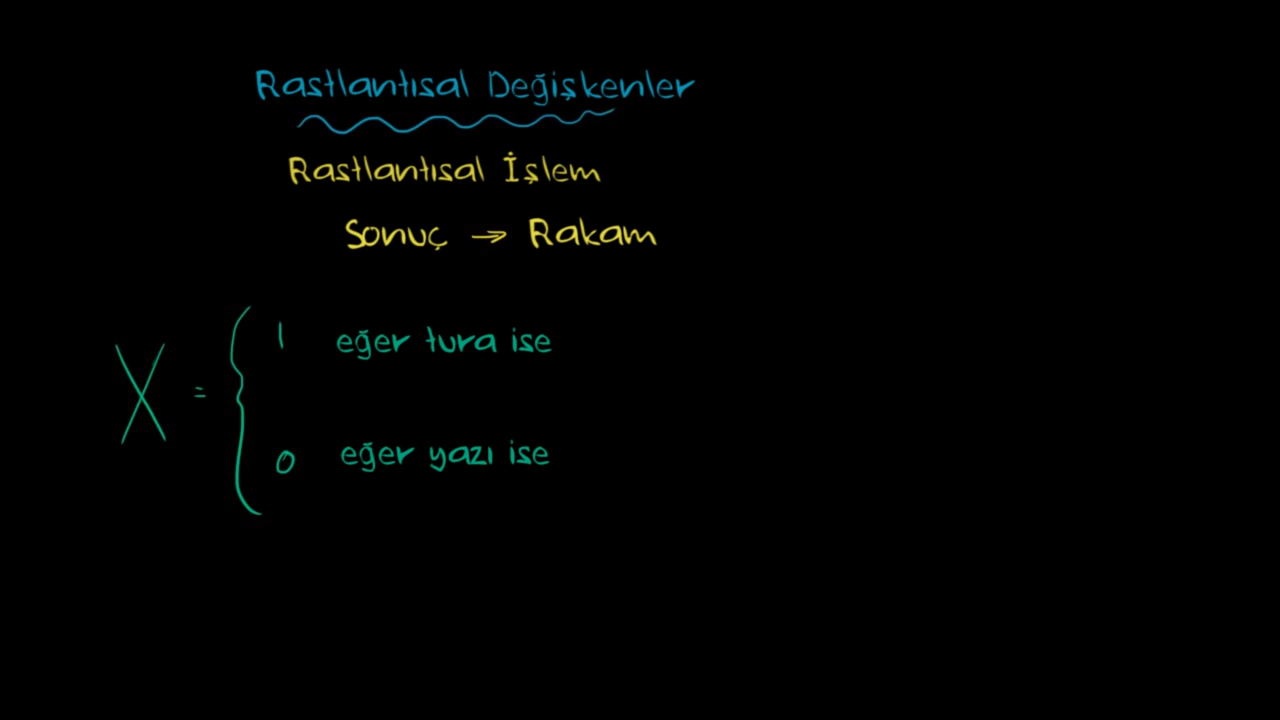 Rastlantısal Değişkenler
Rastlantısal İşlem
Sonuç → Rakam
X = { 1 eğer tura ise
0 eğer yazı ise